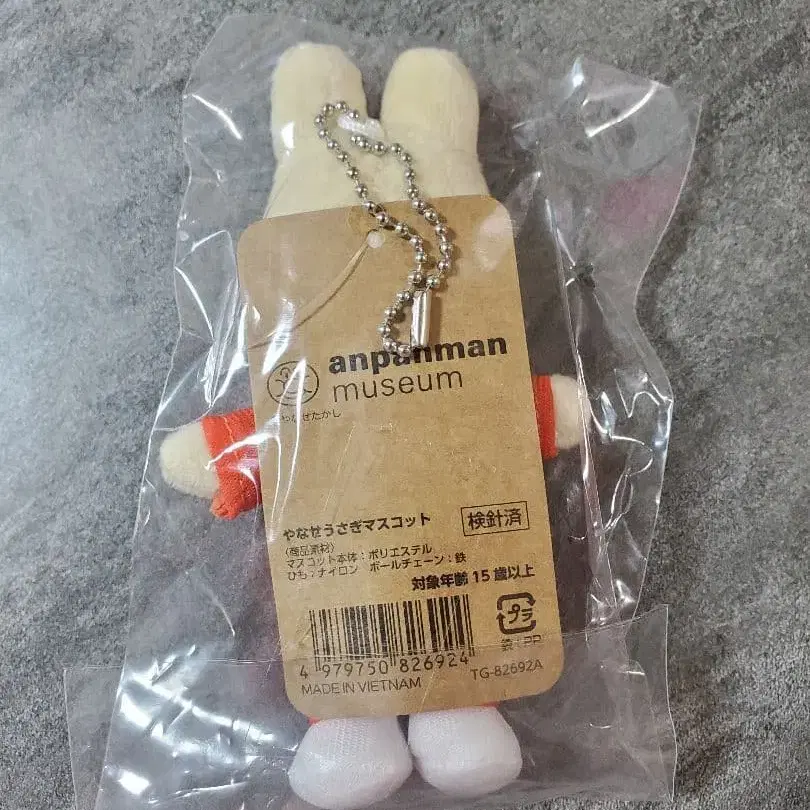 anpanman
museum
やなせたかし
やなせうさぎマスコット
検針済
〈商品素材〉
マスコット本体：ポリエステル
ひも：ナイロン ボールチェーン：鉄
対象年齢 15 歳以上
プラ
袋：PP
4 979750 826924
MADE IN VIETNAM
TG-82692A